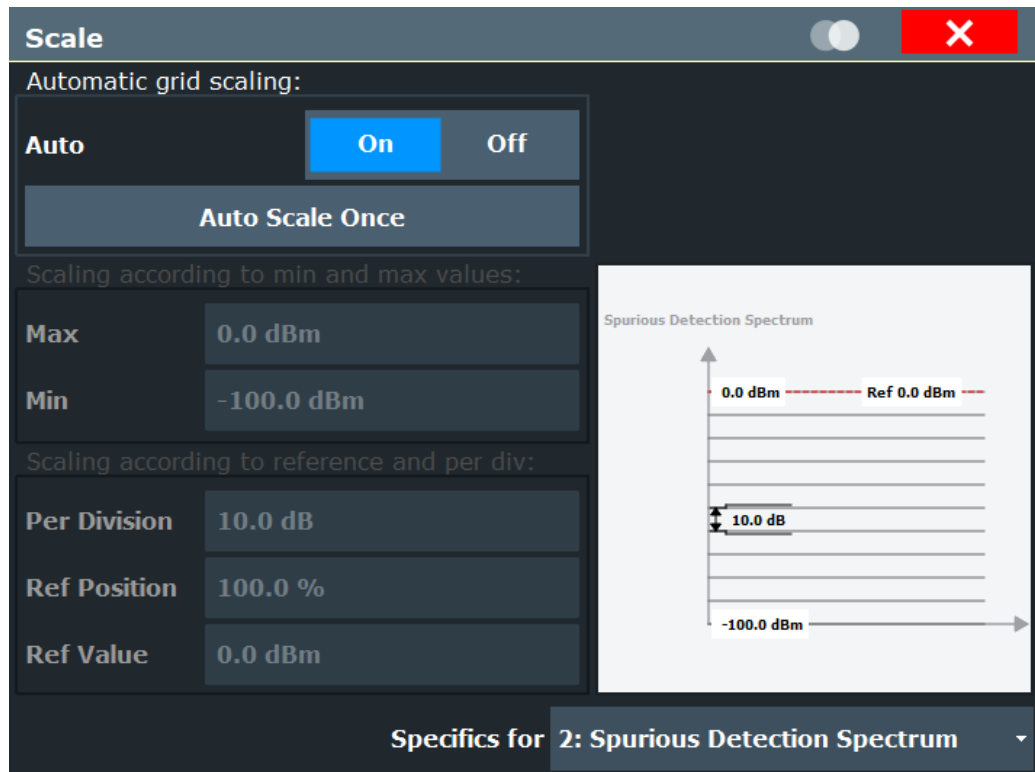 Scale
Automatic grid scaling:
Auto On Off
Auto Scale Once
Scaling according to min and max values:
Max 0.0 dBm
Min -100.0 dBm
Scaling according to reference and per div:
Per Division 10.0 dB
Ref Position 100.0 %
Ref Value 0.0 dBm
Spurious Detection Spectrum
0.0 dBm Ref 0.0 dBm
10.0 dB
-100.0 dBm
Specifics for 2: Spurious Detection Spectrum